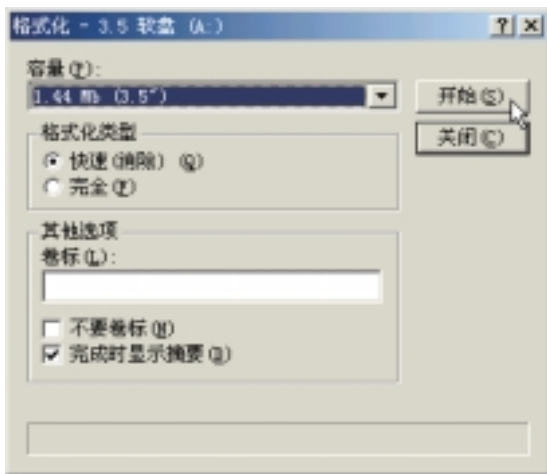 格式化 - 3.5 软盘 (A:)
容量(P):
1.44 Mb (3.5")
开始(S)
关闭(C)
格式化类型
快速(消除) (Q)
完全(F)
其他选项
卷标(L):
不要卷标(N)
完成时显示摘要(D)